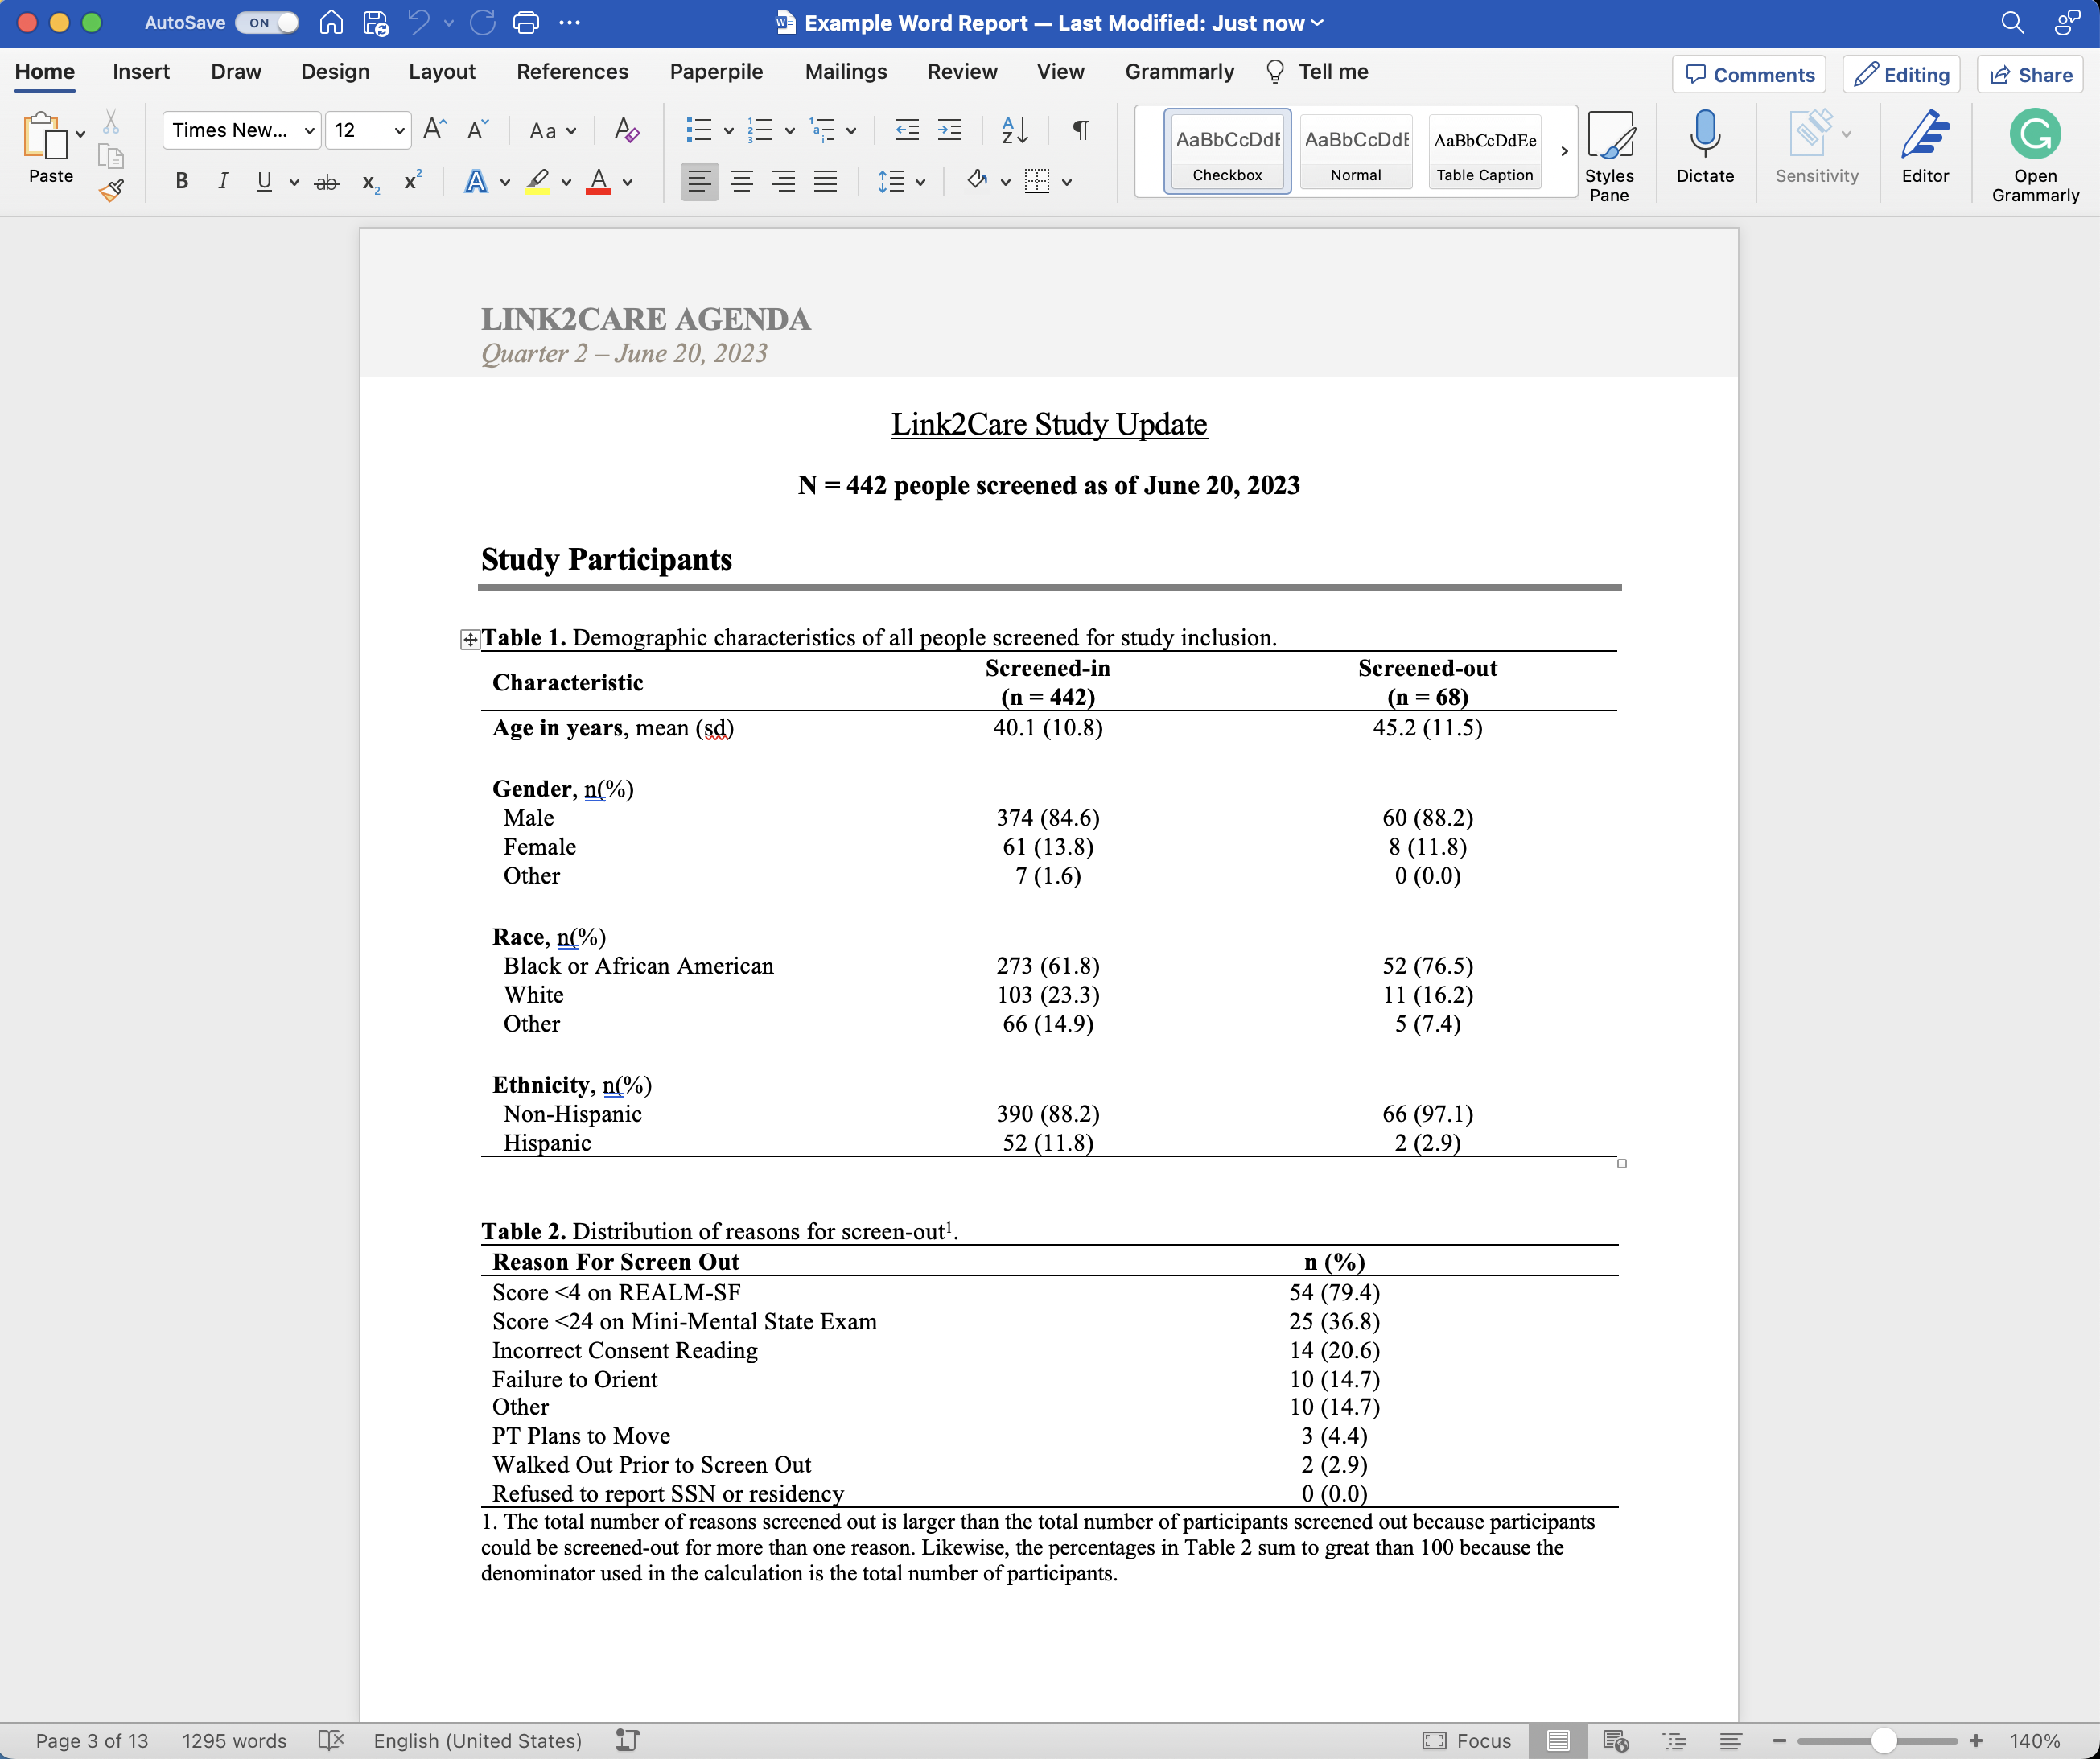 AutoSave ON Example Word Report — Last Modified: Just now
Home Insert Draw Design Layout References Paperpile Mailings Review View Grammarly Tell me Comments Editing Share
Paste
Times New... 12 Aa
B I U ab x2 x2 A A
AaBbCcDdE AaBbCcDdE AaBbCcDdEe
Checkbox Normal Table Caption
Styles Pane Dictate Sensitivity Editor Open Grammarly
LINK2CARE AGENDA
Quarter 2 – June 20, 2023
Link2Care Study Update
N = 442 people screened as of June 20, 2023
Study Participants
Table 1. Demographic characteristics of all people screened for study inclusion.
Characteristic Screened-in (n = 442) Screened-out (n = 68)
Age in years, mean (sd) 40.1 (10.8) 45.2 (11.5)
Gender, n(%)
Male 374 (84.6) 60 (88.2)
Female 61 (13.8) 8 (11.8)
Other 7 (1.6) 0 (0.0)
Race, n(%)
Black or African American 273 (61.8) 52 (76.5)
White 103 (23.3) 11 (16.2)
Other 66 (14.9) 5 (7.4)
Ethnicity, n(%)
Non-Hispanic 390 (88.2) 66 (97.1)
Hispanic 52 (11.8) 2 (2.9)
Table 2. Distribution of reasons for screen-out¹.
Reason For Screen Out n (%)
Score <4 on REALM-SF 54 (79.4)
Score <24 on Mini-Mental State Exam 25 (36.8)
Incorrect Consent Reading 14 (20.6)
Failure to Orient 10 (14.7)
Other 10 (14.7)
PT Plans to Move 3 (4.4)
Walked Out Prior to Screen Out 2 (2.9)
Refused to report SSN or residency 0 (0.0)
1. The total number of reasons screened out is larger than the total number of participants screened out because participants
could be screened-out for more than one reason. Likewise, the percentages in Table 2 sum to great than 100 because the
denominator used in the calculation is the total number of participants.
Page 3 of 13 1295 words English (United States) Focus 140%